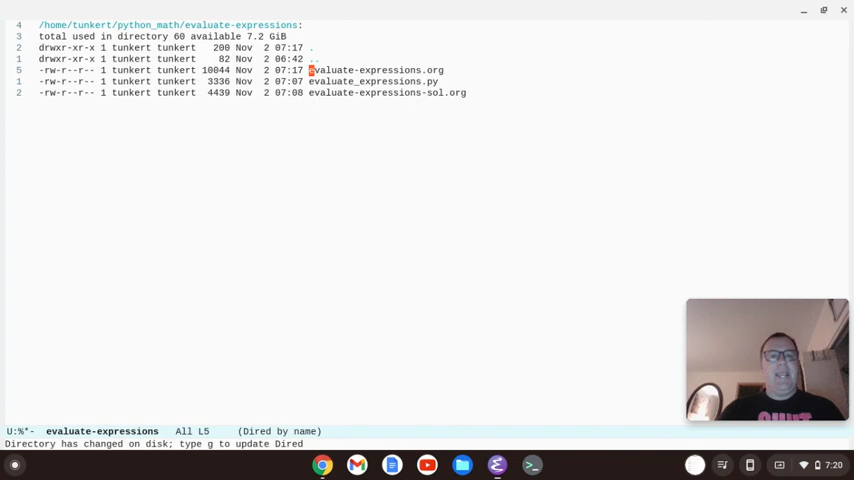 4 /home/tunkert/python_math/evaluate-expressions:
3 total used in directory 60 available 7.2 GiB
2 drwxr-xr-x 1 tunkert tunkert 200 Nov 2 07:17 .
1 drwxr-xr-x 1 tunkert tunkert 82 Nov 2 06:42 ..
5 -rw-r--r-- 1 tunkert tunkert 10044 Nov 2 07:17 evaluate-expressions.org
1 -rw-r--r-- 1 tunkert tunkert 3336 Nov 2 07:07 evaluate_expressions.py
2 -rw-r--r-- 1 tunkert tunkert 4439 Nov 2 07:08 evaluate-expressions-sol.org
U:%*- evaluate-expressions All L5 (Dired by name)
Directory has changed on disk; type g to update Dired
7:20